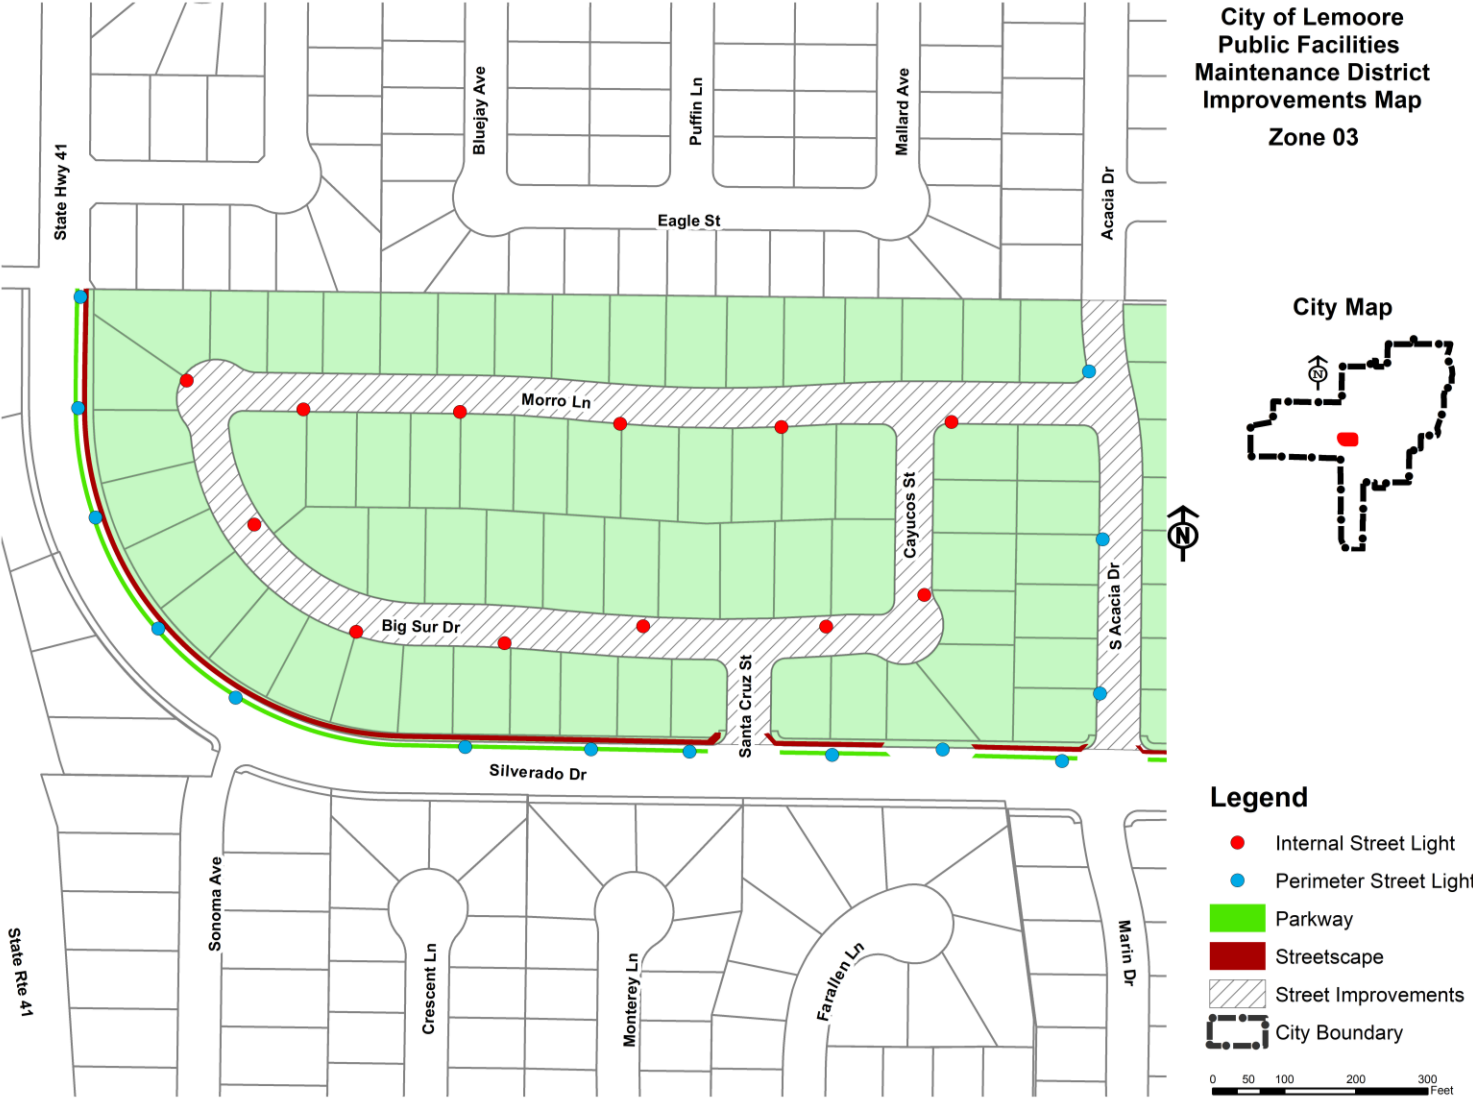 City of Lemoore
Public Facilities
Maintenance District
Improvements Map
Zone 03
State Hwy 41
Bluejay Ave
Puffin Ln
Mallard Ave
Acacia Dr
Eagle St
City Map
N
Morro Ln
Cayucos St
N
S Acacia Dr
Big Sur Dr
Santa Cruz St
Silverado Dr
Sonoma Ave
State Rte 41
Crescent Ln
Monterey Ln
Farallen Ln
Marin Dr
Legend
Internal Street Light
Perimeter Street Light
Parkway
Streetscape
Street Improvements
City Boundary
0 50 100 200 300
Feet